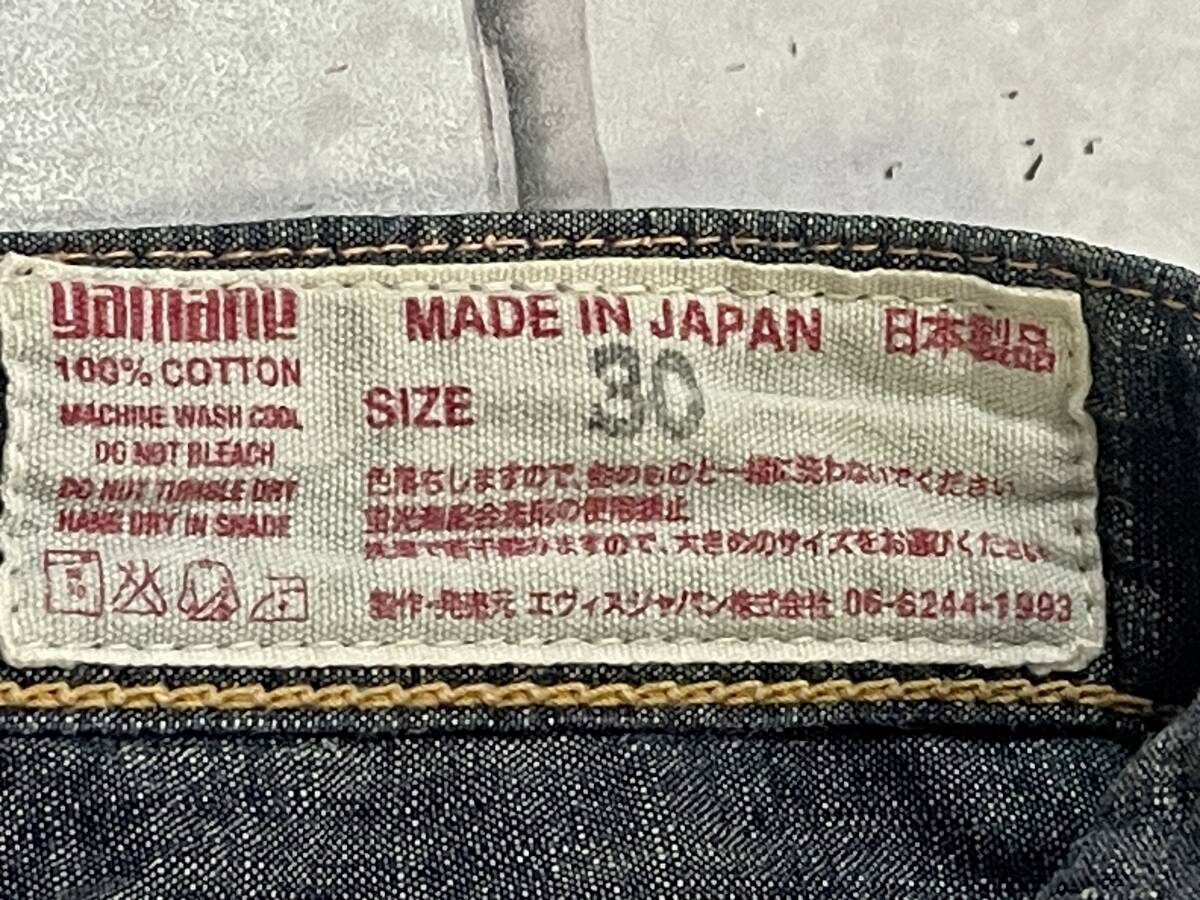 yamane
100% COTTON
MACHINE WASH COOL
DO NOT BLEACH
DO NOT TUMBLE DRY
HANG DRY IN SHADE
MADE IN JAPAN 日本製品
SIZE 30
色落ちしますので、他のものと一緒に洗わないでください
蛍光剤配合洗剤の使用禁止
洗濯で若干縮みますので、大きめのサイズをお選びください
製作・発売元 エヴィスジャパン株式会社 06-6244-1993